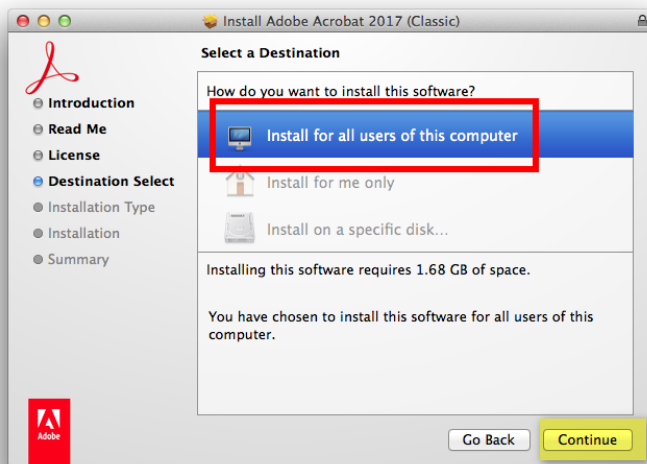 Install Adobe Acrobat 2017 (Classic)
Select a Destination
Introduction
Read Me
License
Destination Select
Installation Type
Installation
Summary
How do you want to install this software?
Install for all users of this computer
Install for me only
Install on a specific disk...
Installing this software requires 1.68 GB of space.
You have chosen to install this software for all users of this
computer.
Adobe
Go Back
Continue